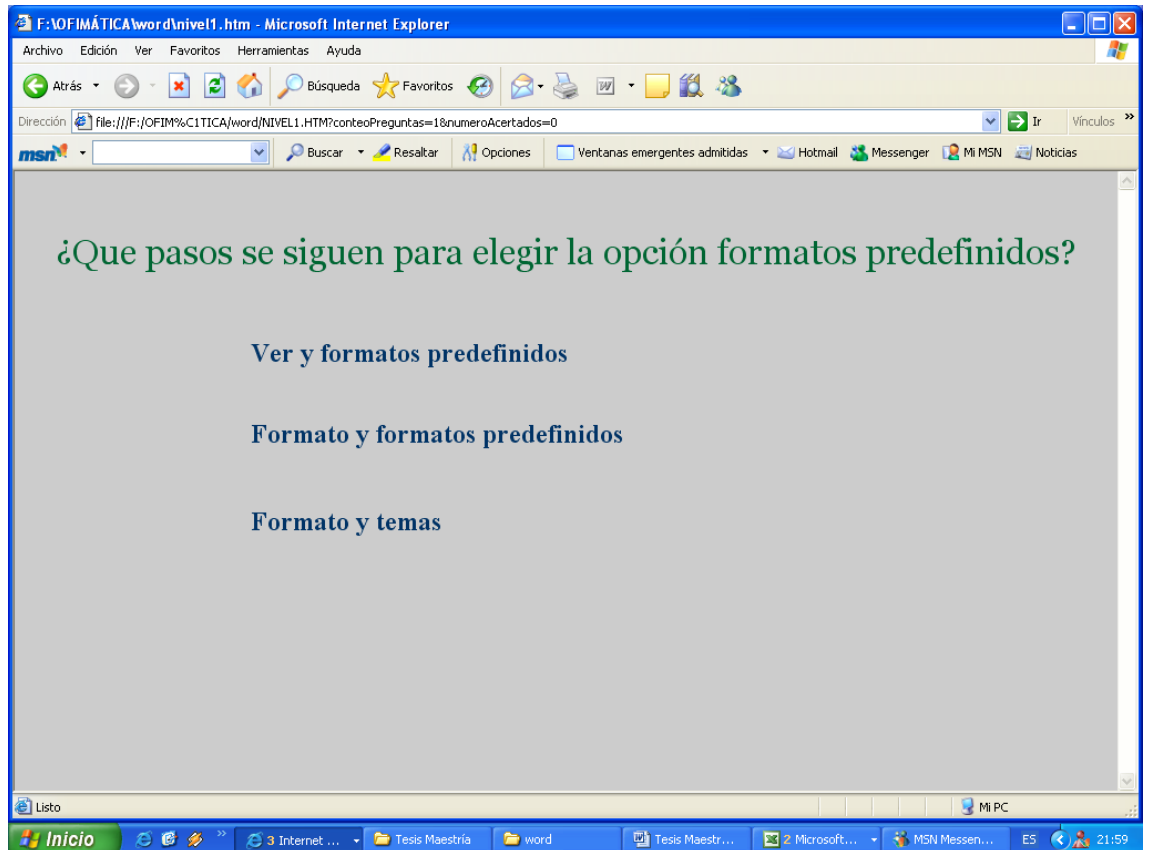 F:\OFIMÁTICA\word\nivel1.htm - Microsoft Internet Explorer
Archivo Edición Ver Favoritos Herramientas Ayuda
Atrás Búsqueda Favoritos
Dirección file:///F:/OFIM%C1TICA/word/NIVEL1.HTM?conteoPreguntas=1&numeroAcertados=0 Ir Vínculos »
msn Buscar Resaltar Opciones Ventanas emergentes admitidas Hotmail Messenger Mi MSN Noticias
¿Que pasos se siguen para elegir la opción formatos predefinidos?
Ver y formatos predefinidos
Formato y formatos predefinidos
Formato y temas
Listo Mi PC
Inicio » 3 Internet ... Tesis Maestría word Tesis Maestr... 2 Microsoft... MSN Messen... ES 21:59